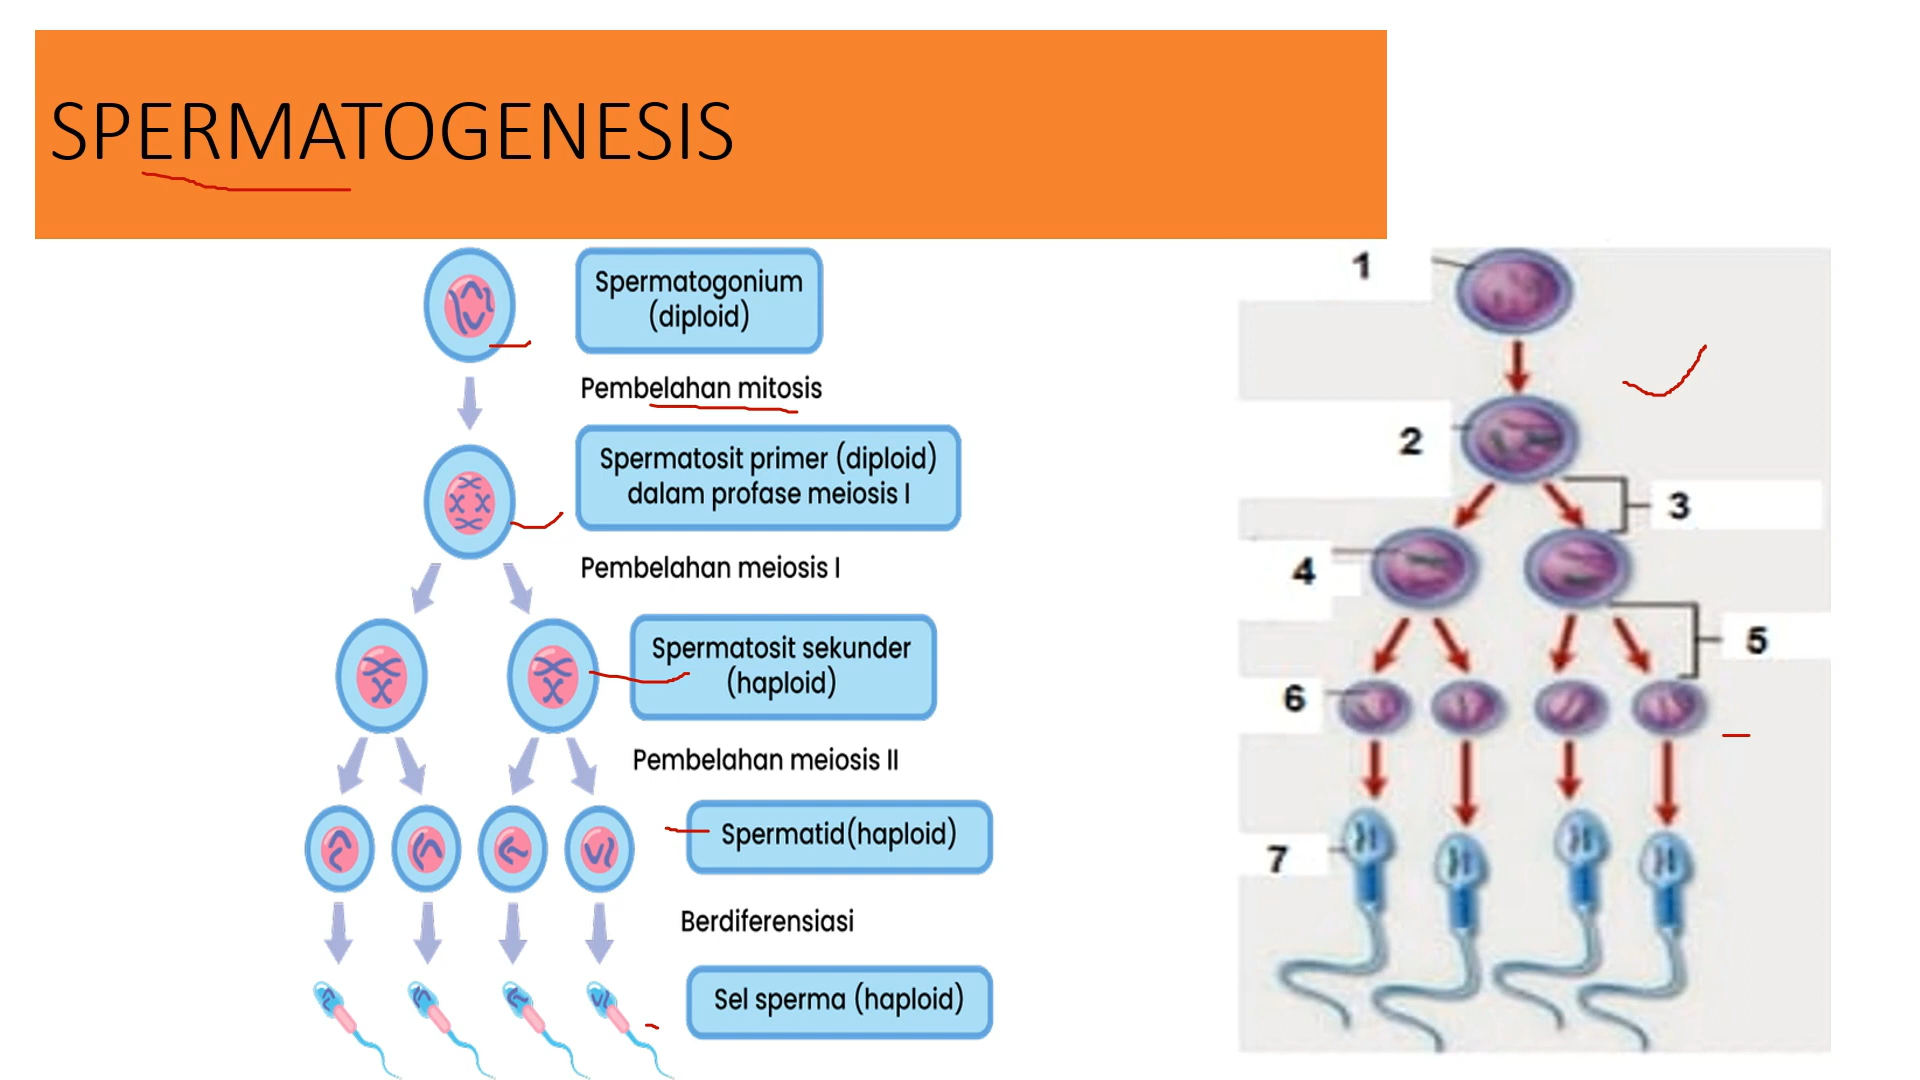 SPERMATOGENESIS
Spermatogonium
(diploid)
Pembelahan mitosis
Spermatosit primer (diploid)
dalam profase meiosis I
Pembelahan meiosis I
Spermatosit sekunder
(haploid)
Pembelahan meiosis II
Spermatid(haploid)
Berdiferensiasi
Sel sperma (haploid)
1
2
3
4
5
6
7